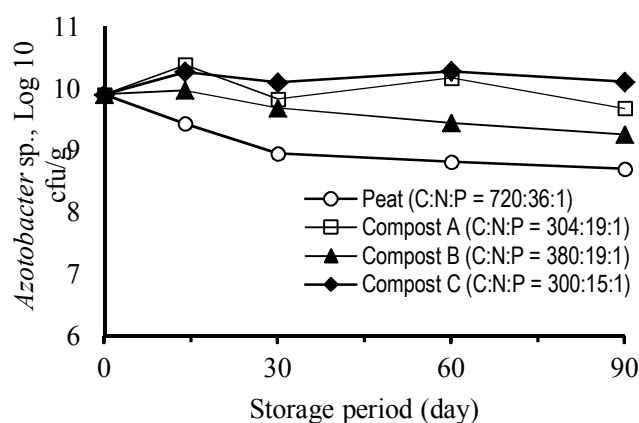 Azotobacter sp., Log 10
cfu/g
11
10
9
8
7
6
Peat (C:N:P = 720:36:1)
Compost A (C:N:P = 304:19:1)
Compost B (C:N:P = 380:19:1)
Compost C (C:N:P = 300:15:1)
0
30
60
90
Storage period (day)